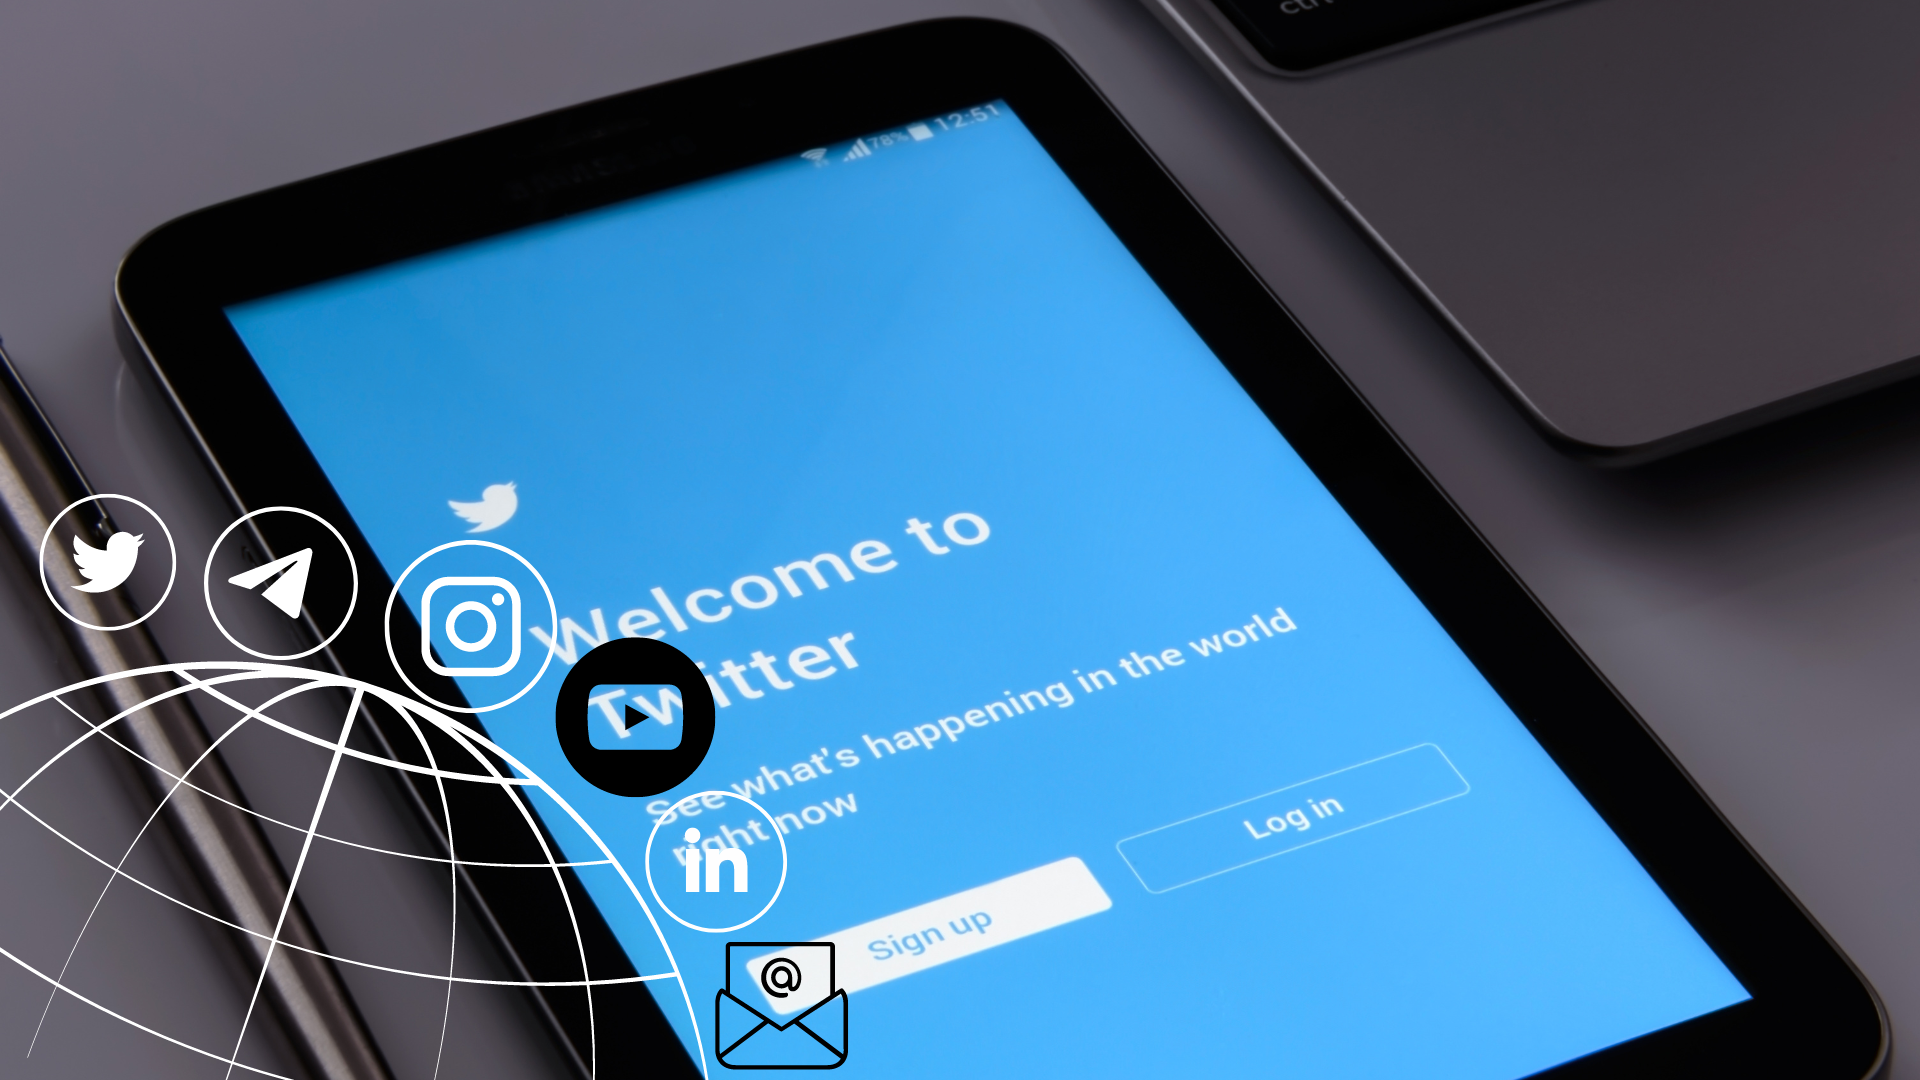 ctrl
78% 12:51
Welcome to
Twitter
See what's happening in the world
right now
Log in
Sign up
in
@